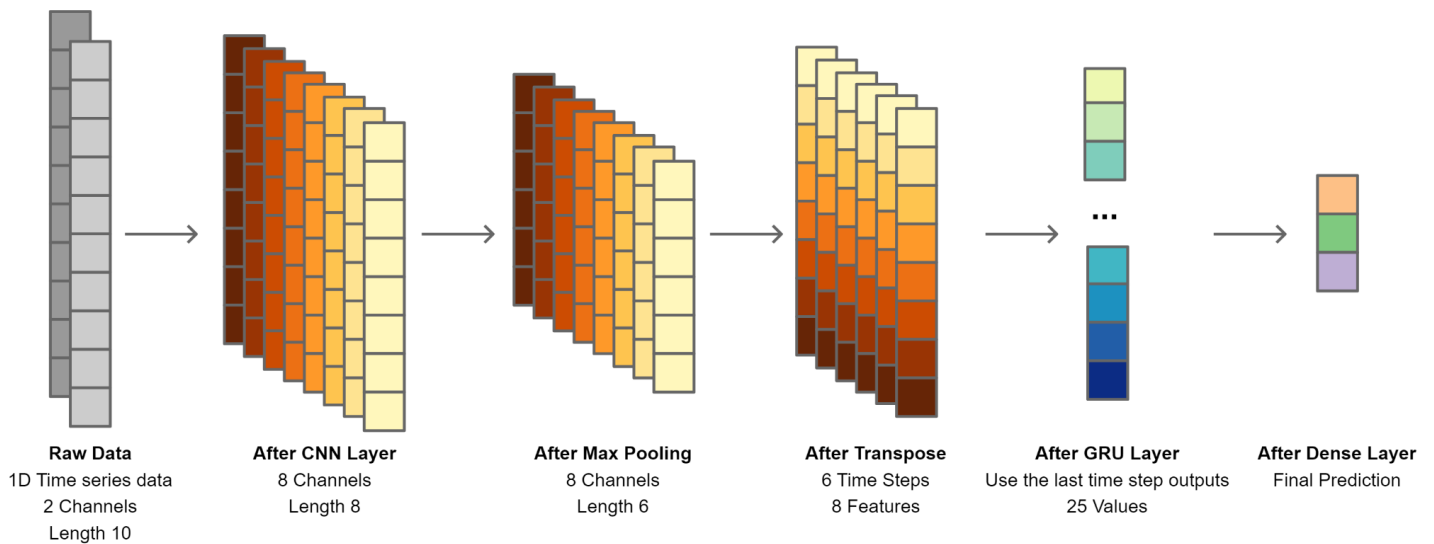 ...
Raw Data
1D Time series data
2 Channels
Length 10
After CNN Layer
8 Channels
Length 8
After Max Pooling
8 Channels
Length 6
After Transpose
6 Time Steps
8 Features
After GRU Layer
Use the last time step outputs
25 Values
After Dense Layer
Final Prediction